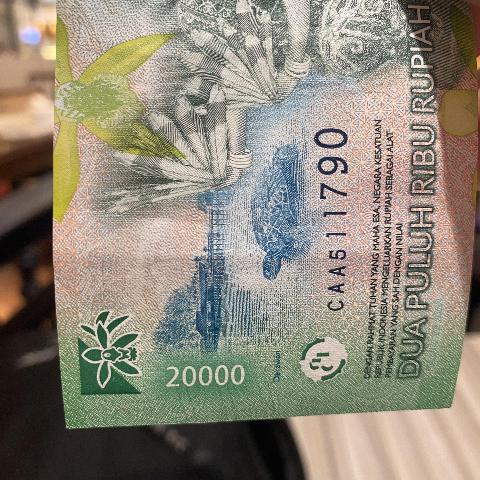 20000
CAA511790
DENGAN RAHMAT TUHAN YANG MAHA ESA, NEGARA KESATUAN
REPUBLIK INDONESIA MENGELUARKAN RUPIAH SEBAGAI ALAT
PEMBAYARAN YANG SAH DENGAN NILAI
DUA PULUH RIBU RUPIAH